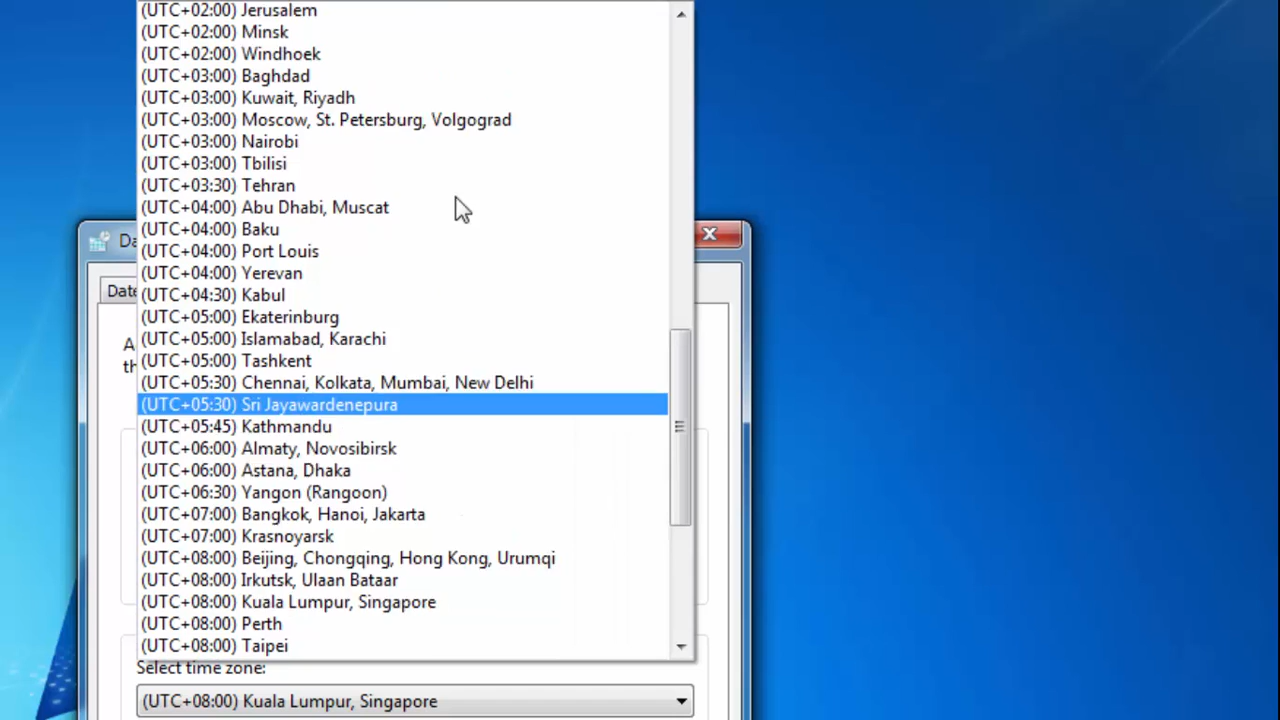 (UTC+02:00) Jerusalem
(UTC+02:00) Minsk
(UTC+02:00) Windhoek
(UTC+03:00) Baghdad
(UTC+03:00) Kuwait, Riyadh
(UTC+03:00) Moscow, St. Petersburg, Volgograd
(UTC+03:00) Nairobi
(UTC+03:00) Tbilisi
(UTC+03:30) Tehran
(UTC+04:00) Abu Dhabi, Muscat
(UTC+04:00) Baku
(UTC+04:00) Port Louis
(UTC+04:00) Yerevan
(UTC+04:30) Kabul
(UTC+05:00) Ekaterinburg
(UTC+05:00) Islamabad, Karachi
(UTC+05:00) Tashkent
(UTC+05:30) Chennai, Kolkata, Mumbai, New Delhi
(UTC+05:30) Sri Jayawardenepura
(UTC+05:45) Kathmandu
(UTC+06:00) Almaty, Novosibirsk
(UTC+06:00) Astana, Dhaka
(UTC+06:30) Yangon (Rangoon)
(UTC+07:00) Bangkok, Hanoi, Jakarta
(UTC+07:00) Krasnoyarsk
(UTC+08:00) Beijing, Chongqing, Hong Kong, Urumqi
(UTC+08:00) Irkutsk, Ulaan Bataar
(UTC+08:00) Kuala Lumpur, Singapore
(UTC+08:00) Perth
(UTC+08:00) Taipei
Date
Select time zone:
(UTC+08:00) Kuala Lumpur, Singapore